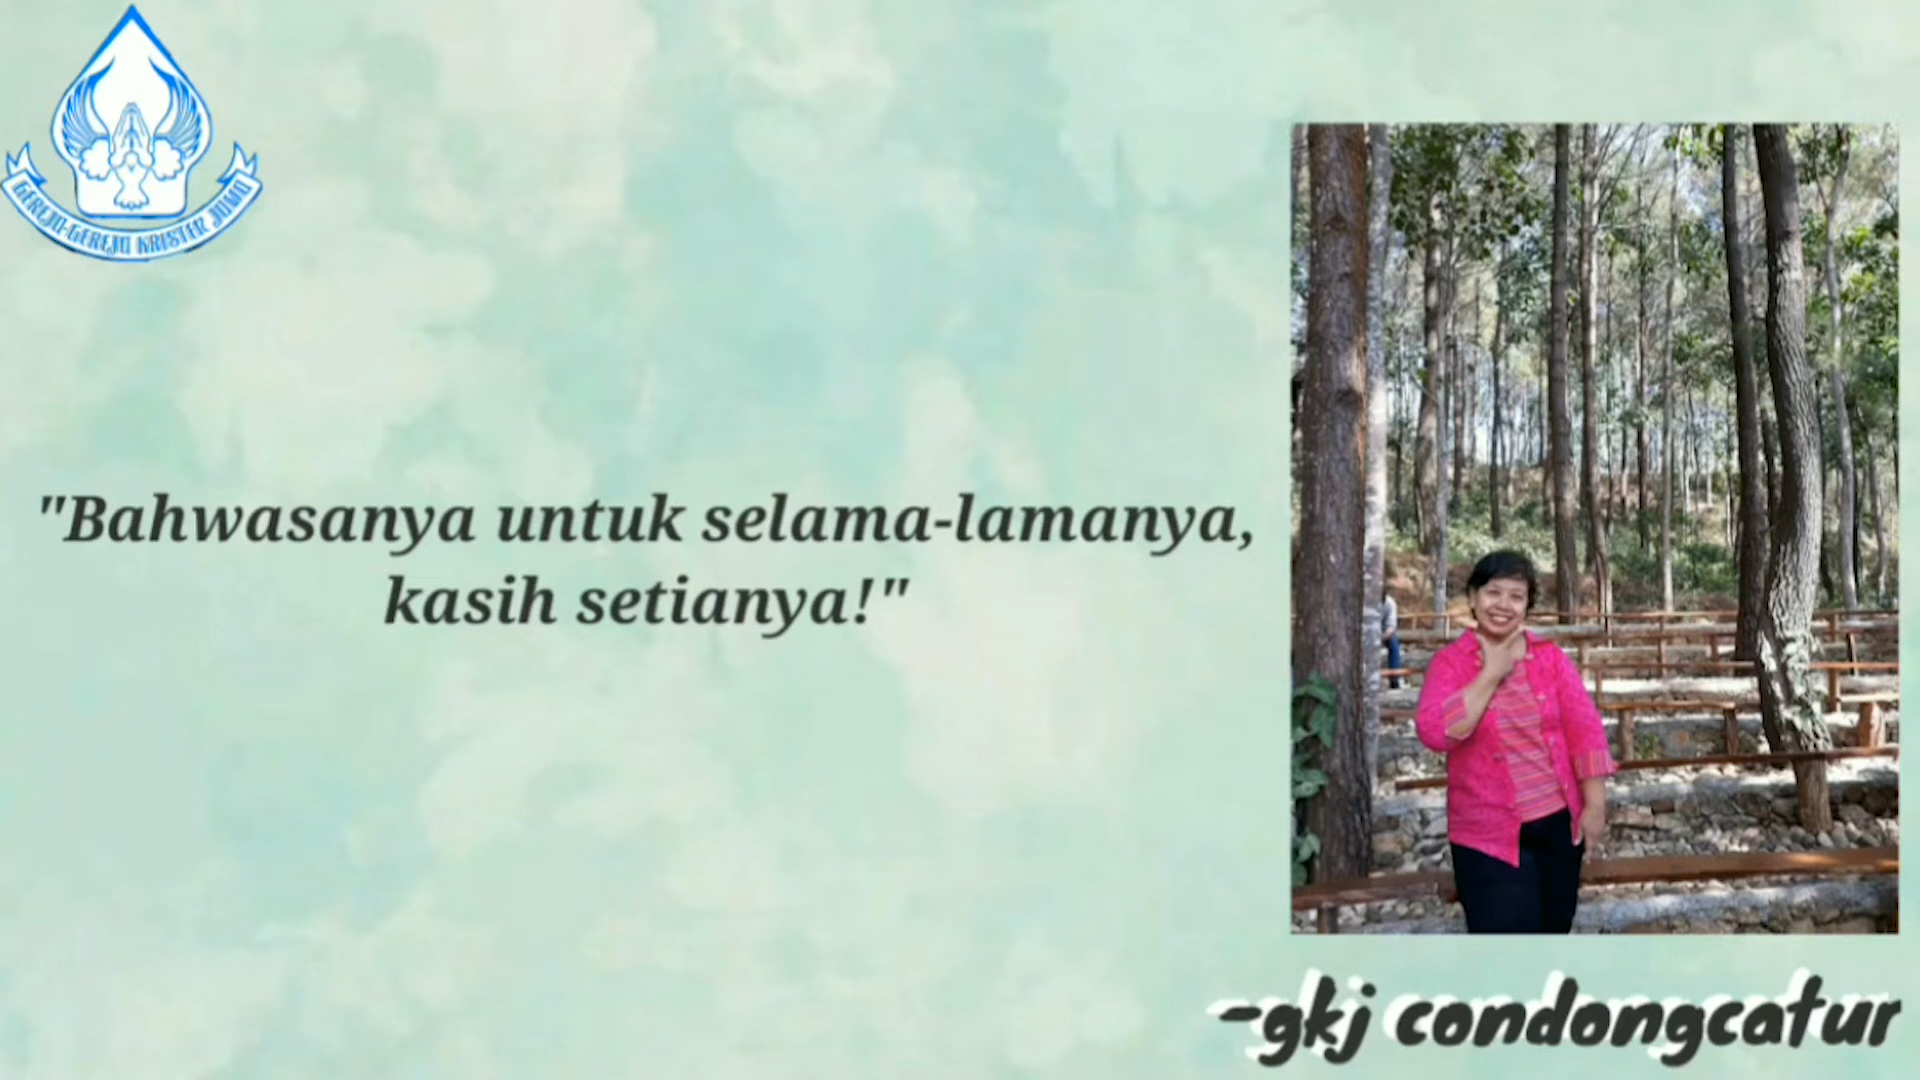 GEREJA-GEREJA KRISTEN JAWA
"Bahwasanya untuk selama-lamanya,
kasih setianya!"
-gkj condongcatur